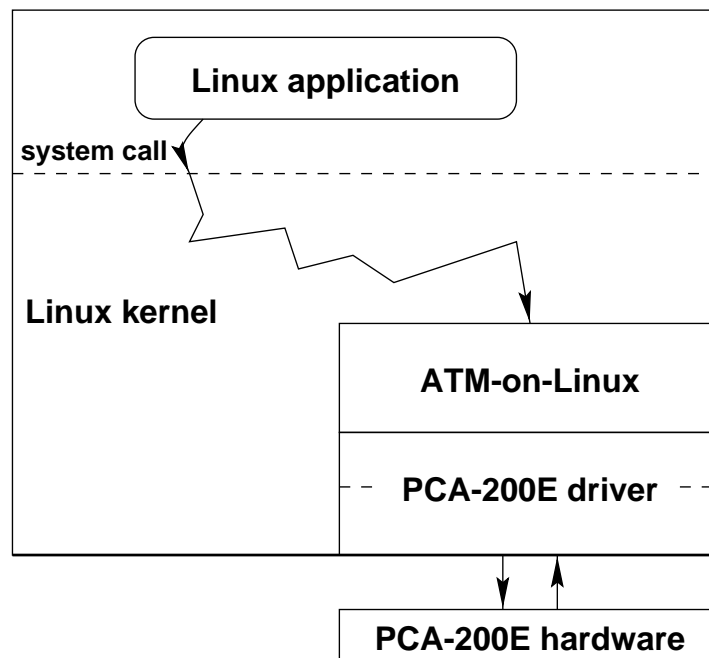 Linux application
system call
Linux kernel
ATM-on-Linux
PCA-200E driver
PCA-200E hardware